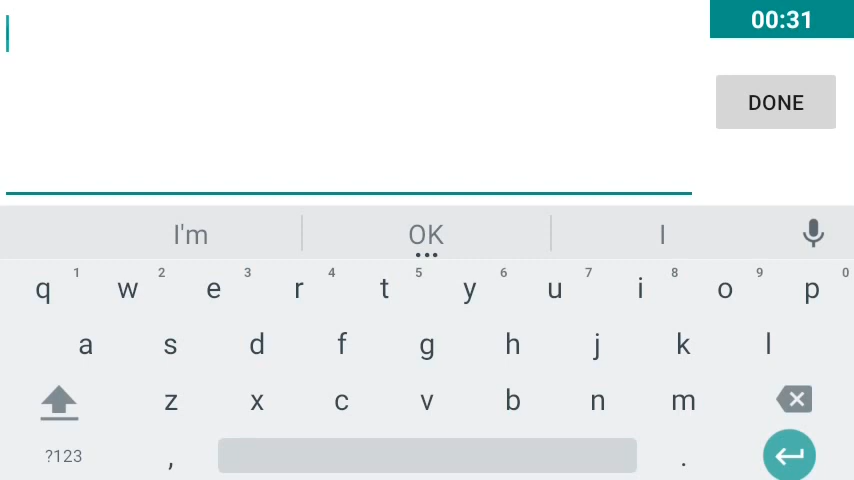 00:31
DONE
I'm OK I
q 1 w 2 e 3 r 4 t 5 y 6 u 7 i 8 o 9 p 0
a s d f g h j k l
z x c v b n m
?123 , .